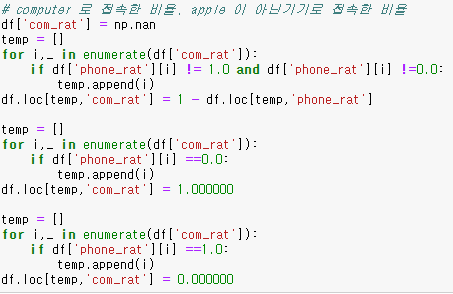 # computer 로 접속한 비율, apple 이 아닌기기로 접속한 비율
df['com_rat'] = np.nan
temp = []
for i,_ in enumerate(df['com_rat']):
    if df['phone_rat'][i] != 1.0 and df['phone_rat'][i] !=0.0:
        temp.append(i)
df.loc[temp,'com_rat'] = 1 - df.loc[temp,'phone_rat']

temp = []
for i,_ in enumerate(df['com_rat']):
    if df['phone_rat'][i] ==0.0:
        temp.append(i)
df.loc[temp,'com_rat'] = 1.000000

temp = []
for i,_ in enumerate(df['com_rat']):
    if df['phone_rat'][i] ==1.0:
        temp.append(i)
df.loc[temp,'com_rat'] = 0.000000